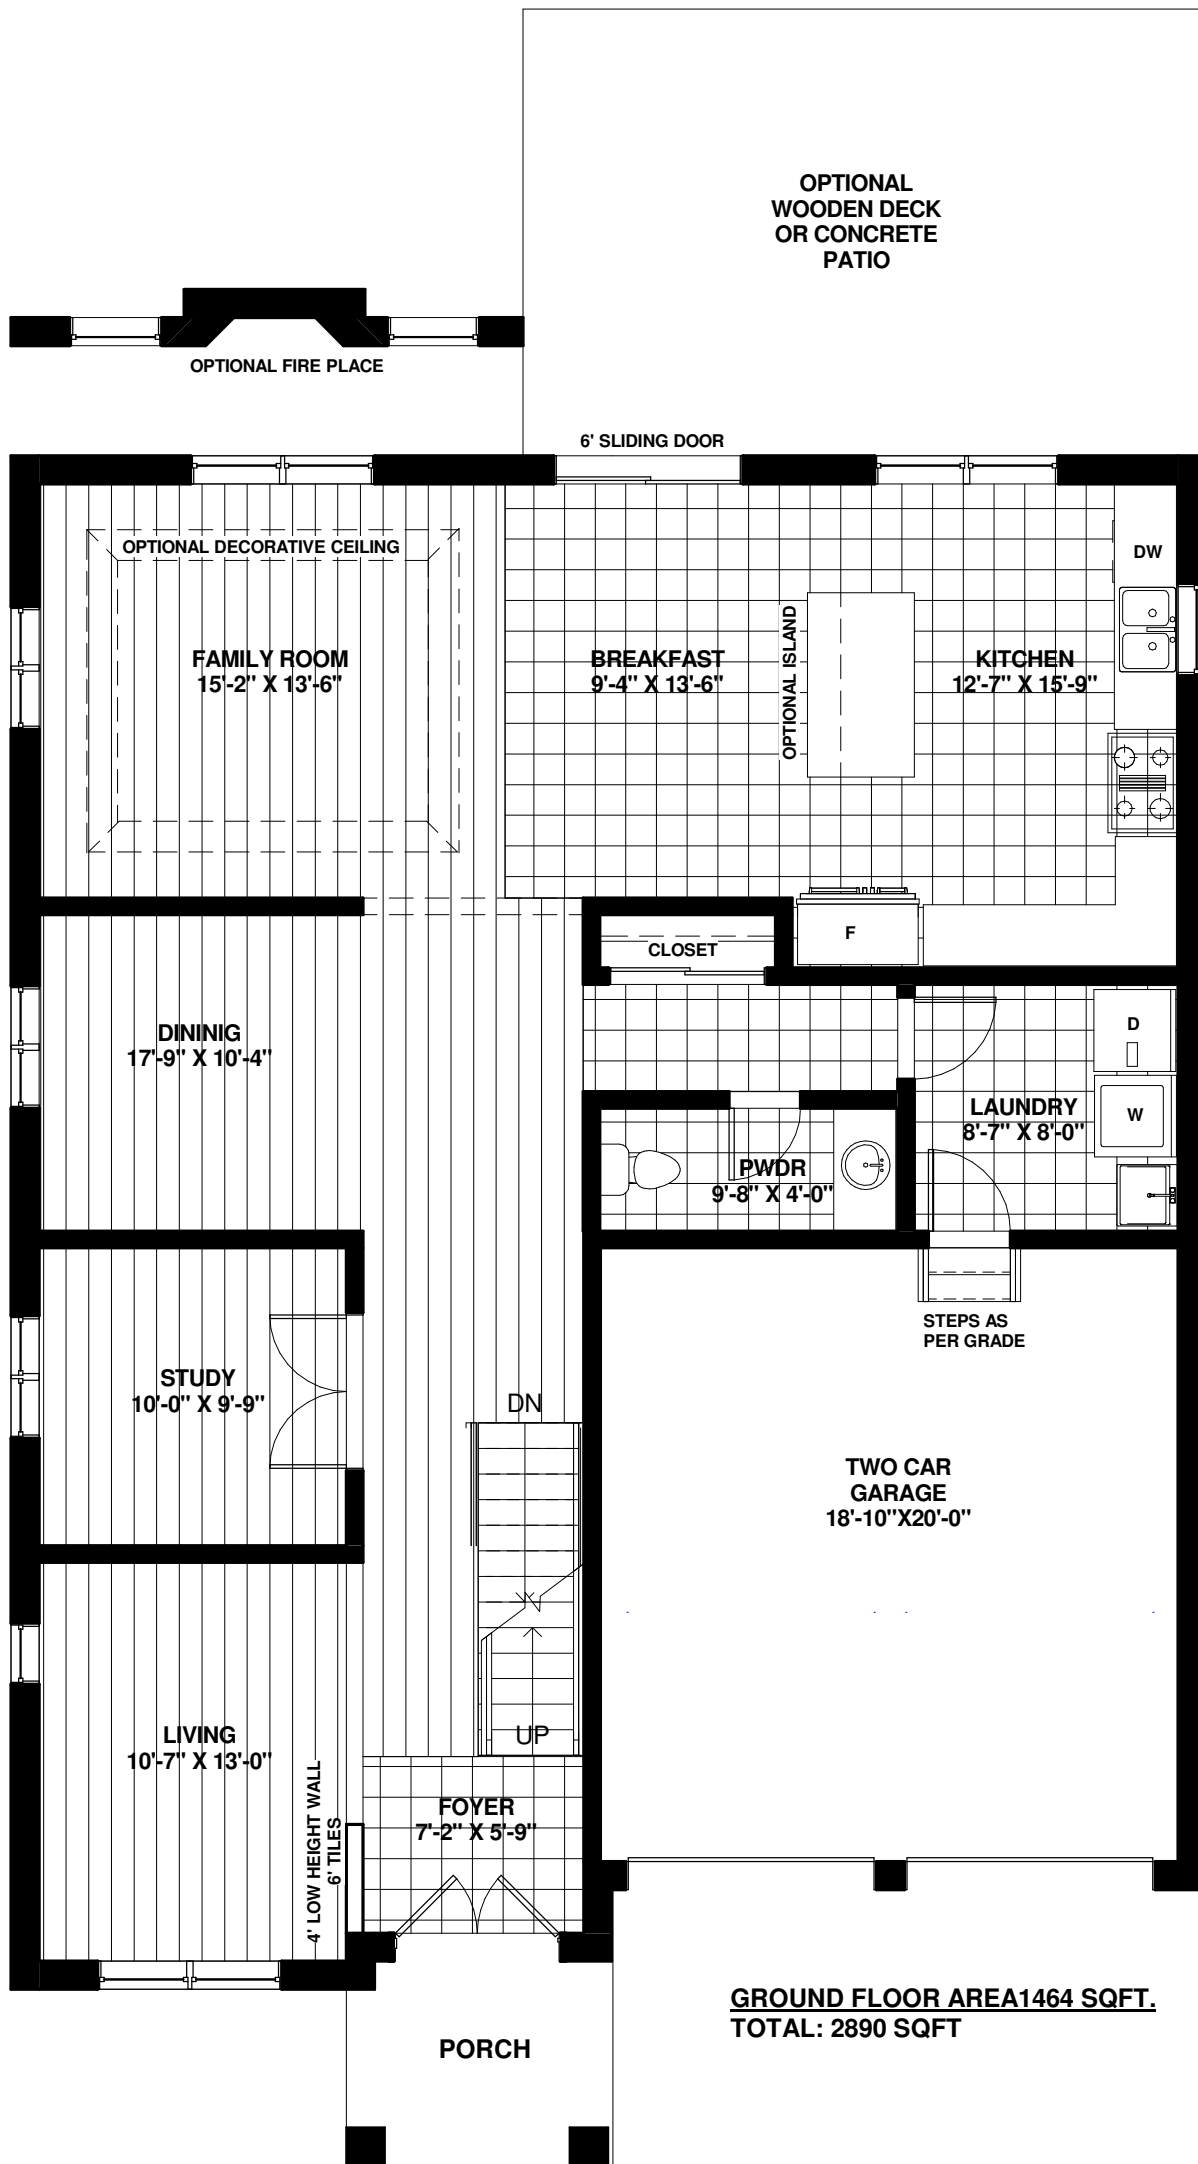 OPTIONAL
WOODEN DECK
OR CONCRETE
PATIO
OPTIONAL FIRE PLACE
6' SLIDING DOOR
OPTIONAL DECORATIVE CEILING
DW
FAMILY ROOM
15'-2" X 13'-6"
BREAKFAST
9'-4" X 13'-6"
OPTIONAL ISLAND
KITCHEN
12'-7" X 15'-9"
CLOSET
F
DININIG
17'-9" X 10'-4"
D
LAUNDRY
8'-7" X 8'-0"
W
PWDR
9'-8" X 4'-0"
STEPS AS
PER GRADE
STUDY
10'-0" X 9'-9"
DN
TWO CAR
GARAGE
18'-10"X20'-0"
LIVING
10'-7" X 13'-0"
UP
4' LOW HEIGHT WALL
6' TILES
FOYER
7'-2" X 5'-9"
GROUND FLOOR AREA1464 SQFT.
TOTAL: 2890 SQFT
PORCH